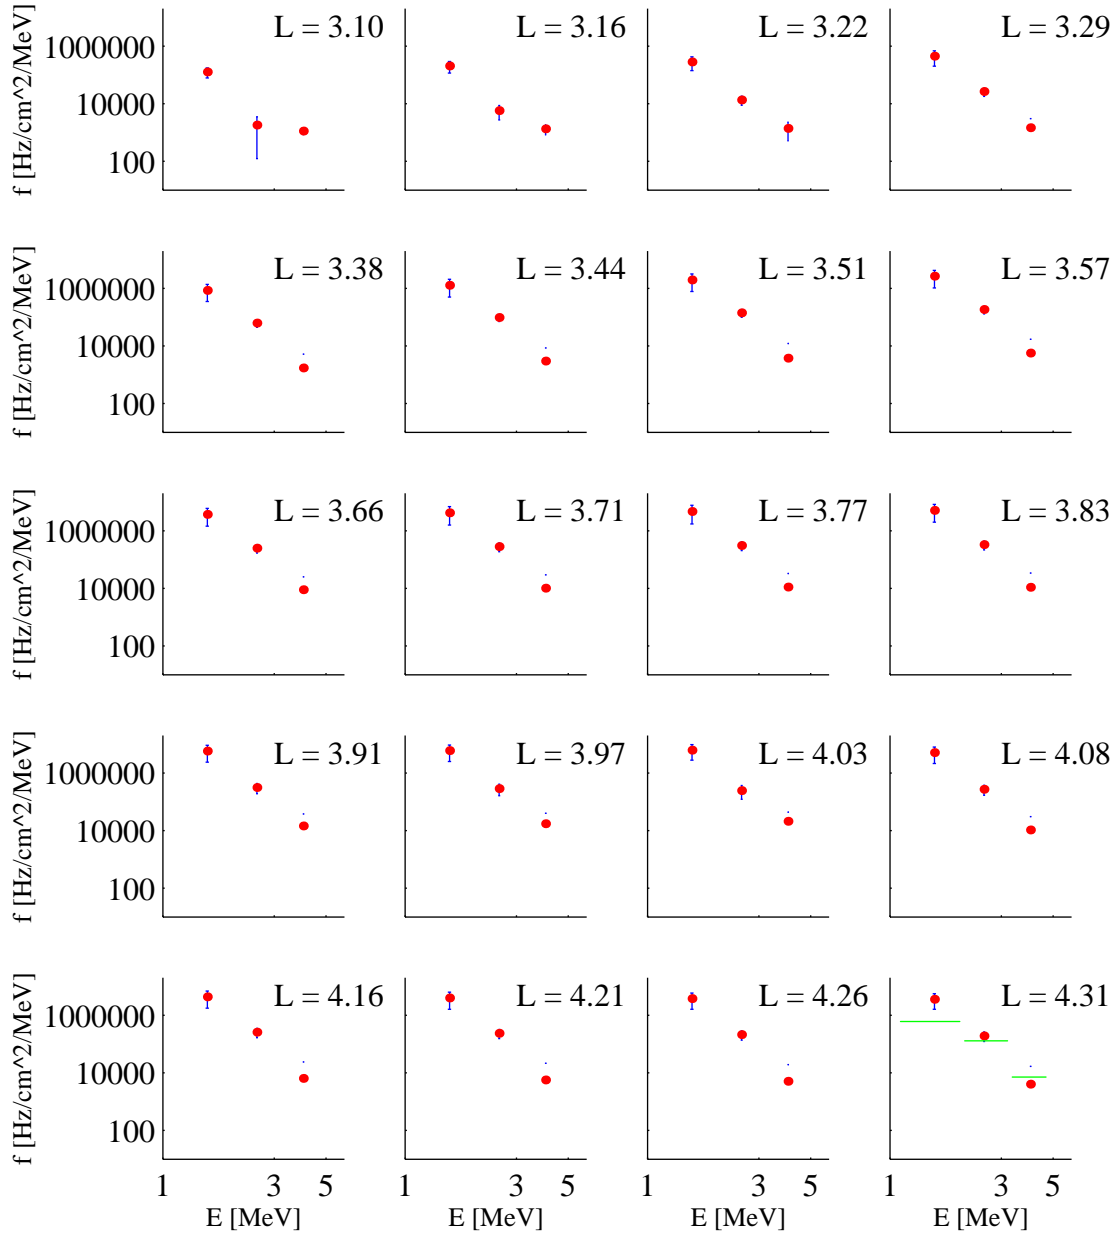 L = 3.10 L = 3.16 L = 3.22 L = 3.29
f [Hz/cm^2/MeV]
1000000
10000
100
L = 3.38 L = 3.44 L = 3.51 L = 3.57
f [Hz/cm^2/MeV]
1000000
10000
100
L = 3.66 L = 3.71 L = 3.77 L = 3.83
f [Hz/cm^2/MeV]
1000000
10000
100
L = 3.91 L = 3.97 L = 4.03 L = 4.08
f [Hz/cm^2/MeV]
1000000
10000
100
L = 4.16 L = 4.21 L = 4.26 L = 4.31
f [Hz/cm^2/MeV]
1000000
10000
100
1 3 5 1 3 5 1 3 5 1 3 5
E [MeV] E [MeV] E [MeV] E [MeV]